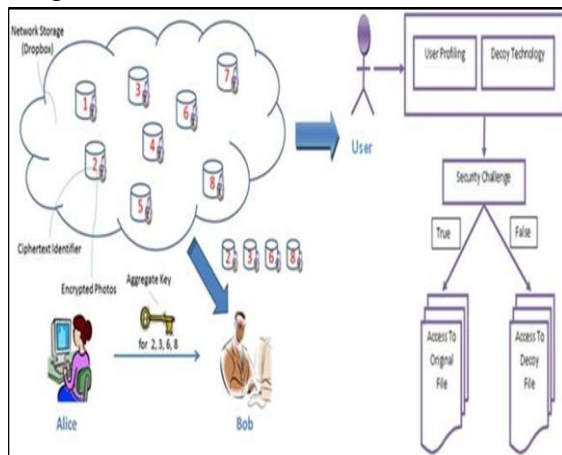 Network Storage
(Dropbox)
1
3
7
6
4
2
5
8
Ciphertext Identifier
Encrypted Photos
2 3 6 8
Aggregate Key
for 2, 3, 6, 8
Alice
Bob
User
User Profiling
Decoy Technology
Security Challenge
True
False
Access To
Original
File
Access To
Decoy
File